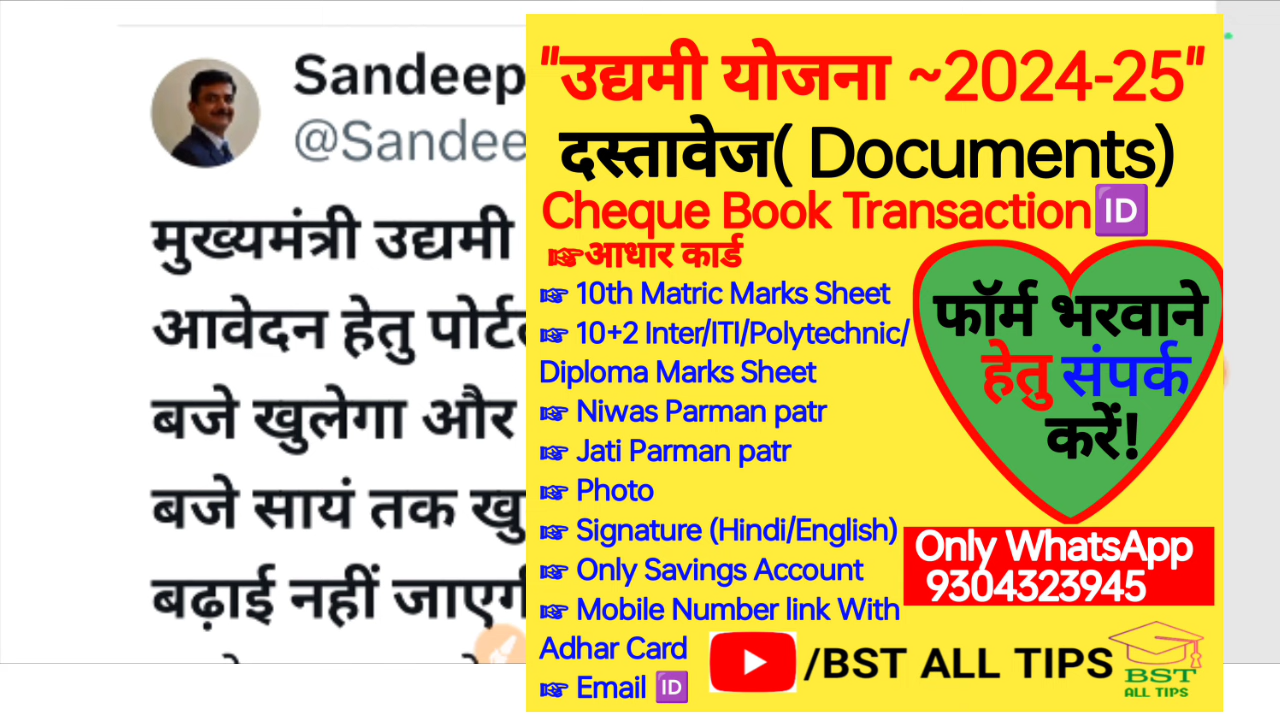 Sandeep
@Sandee
मुख्यमंत्री उद्यमी
आवेदन हेतु
बजे खुलेगा और
बजे सायं तक
बढ़ाई नहीं
"उद्यमी योजना ~2024-25"
दस्तावेज( Documents)
Cheque Book Transaction🆔
☞आधार कार्ड
☞ 10th Matric Marks Sheet
☞ 10+2 Inter/ITI/Polytechnic/
Diploma Marks Sheet
☞ Niwas Parman patr
☞ Jati Parman patr
☞ Photo
☞ Signature (Hindi/English)
☞ Only Savings Account
☞ Mobile Number link With
Adhar Card
☞ Email 🆔
फॉर्म भरवाने
हेतु संपर्क
करें!
Only WhatsApp
9304323945
/BST ALL TIPS
BST
ALL TIPS